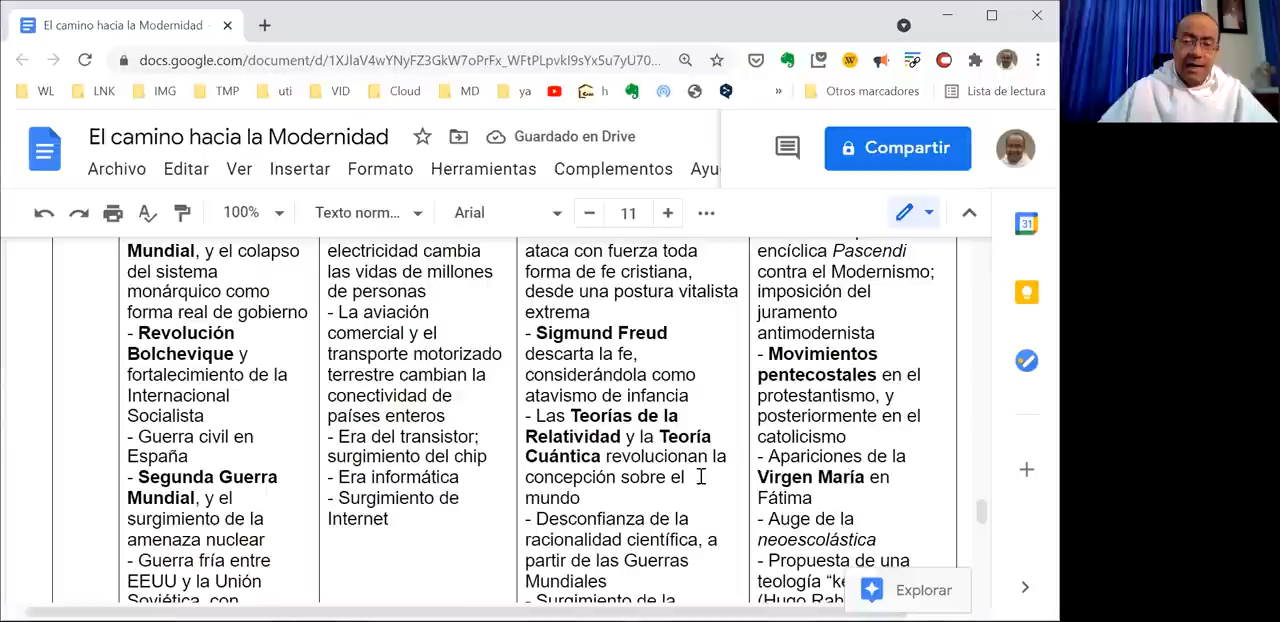 El camino hacia la Modernidad
docs.google.com/document/d/1XJIaV4wYNyFZ3GkW7oPrFx_WFtPLpvkI9sYx5u7yU70...
WL
LNK
IMG
TMP
uti
VID
Cloud
MD
ya
h
»
Otros marcadores
Lista de lectura
El camino hacia la Modernidad
Guardado en Drive
Compartir
Archivo
Editar
Ver
Insertar
Formato
Herramientas
Complementos
Ayu
100%
Texto norm...
Arial
11
31
Mundial, y el colapso
del sistema
monárquico como
forma real de gobierno
- Revolución
Bolchevique y
fortalecimiento de la
Internacional
Socialista
- Guerra civil en
España
- Segunda Guerra
Mundial, y el
surgimiento de la
amenaza nuclear
- Guerra fría entre
EEUU y la Unión
Soviética, con
electricidad cambia
las vidas de millones
de personas
- La aviación
comercial y el
transporte motorizado
terrestre cambian la
conectividad de
países enteros
- Era del transistor;
surgimiento del chip
- Era informática
- Surgimiento de
Internet
ataca con fuerza toda
forma de fe cristiana,
desde una postura vitalista
extrema
- Sigmund Freud
descarta la fe,
considerándola como
atavismo de infancia
- Las Teorías de la
Relatividad y la Teoría
Cuántica revolucionan la
concepción sobre el
mundo
- Desconfianza de la
racionalidad científica, a
partir de las Guerras
Mundiales
- Surgimiento de la
encíclica Pascendi
contra el Modernismo;
imposición del
juramento
antimodernista
- Movimientos
pentecostales en el
protestantismo, y
posteriormente en el
catolicismo
- Apariciones de la
Virgen María en
Fátima
- Auge de la
neoescolástica
- Propuesta de una
teología
(Hugo
Explorar